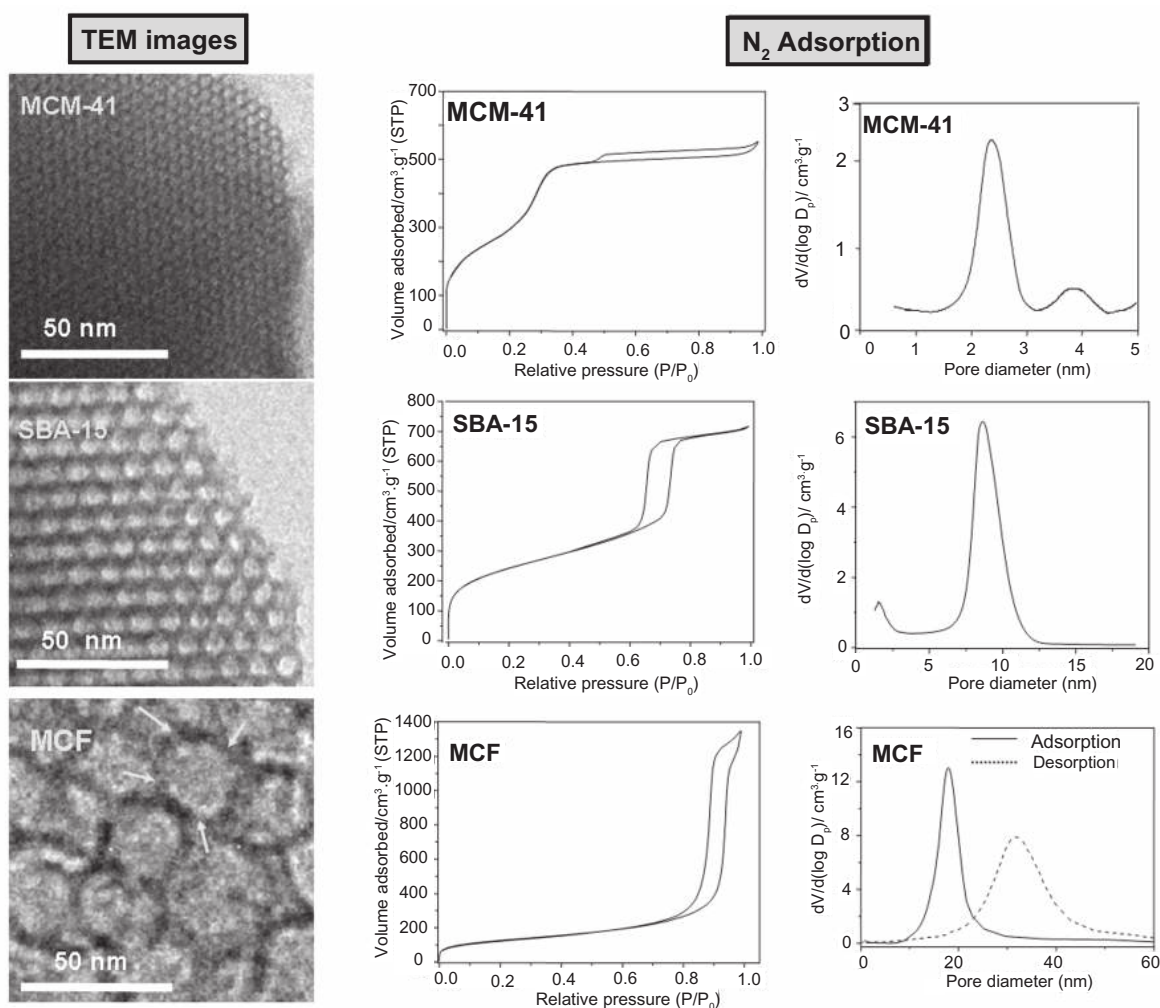 TEM images
N₂ Adsorption
MCM-41
50 nm
SBA-15
50 nm
MCF
50 nm
MCM-41
Volume adsorbed/cm³.g⁻¹ (STP)
700
500
300
100
0
0.0 0.2 0.4 0.6 0.8 1.0
Relative pressure (P/P₀)
MCM-41
dV/d(log Dₚ)/ cm³.g⁻¹
3
2
1
0
0 1 2 3 4 5
Pore diameter (nm)
SBA-15
Volume adsorbed/cm³.g⁻¹ (STP)
800
700
600
500
400
300
200
100
0
0.0 0.2 0.4 0.6 0.8 1.0
Relative pressure (P/P₀)
SBA-15
dV/d(log Dₚ)/ cm³·g⁻¹
6
4
2
0
0 5 10 15 20
Pore diameter (nm)
MCF
Volume adsorbed/cm³.g⁻¹ (STP)
1400
1200
1000
800
600
400
200
0
0.0 0.2 0.4 0.6 0.8 1.0
Relative pressure (P/P₀)
MCF
Adsorption
Desorption
dV/d(log Dₚ)/ cm³g⁻¹
16
12
8
4
0
0 20 40 60
Pore diameter (nm)